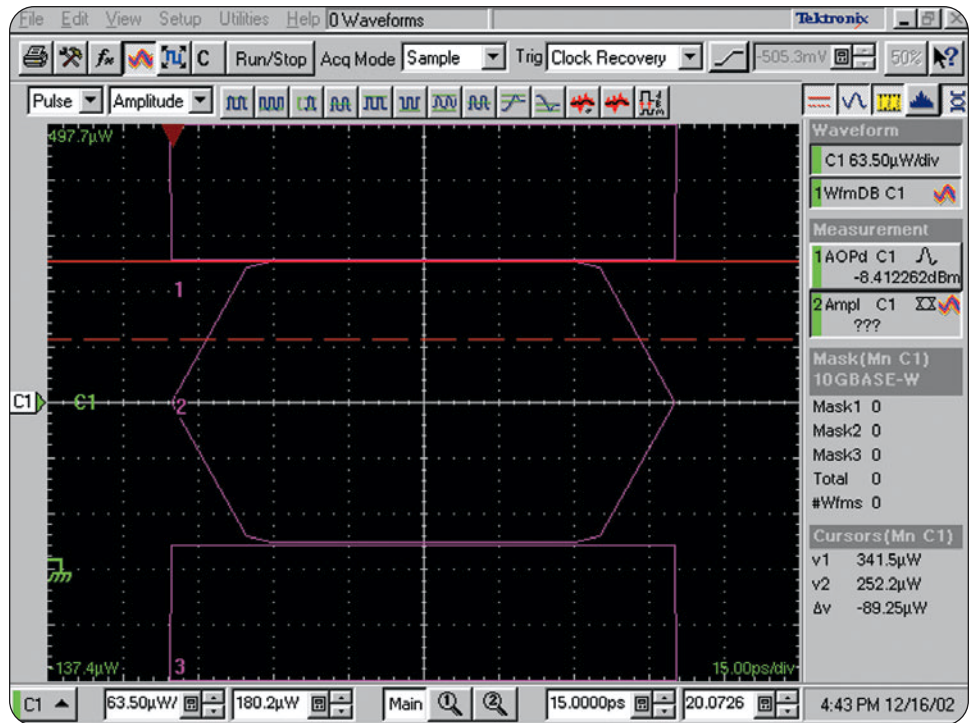 File Edit View Setup Utilities Help 0 Waveforms Tektronix
C Run/Stop Acq Mode Sample Trig Clock Recovery -505.3mV 50%
Pulse Amplitude
497.7µW
1
C1 C1 2
-137.4µW 3 15.00ps/div
Waveform
C1 63.50µW/div
1 WfmDB C1
Measurement
1 AOPd C1
-8.412262dBm
2 Ampl C1
???
Mask(Mn C1)
10GBASE-W
Mask1 0
Mask2 0
Mask3 0
Total 0
#Wfms 0
Cursors(Mn C1)
v1 341.5µW
v2 252.2µW
Δv -89.25µW
C1 63.50µW/ 180.2µW Main 1 2 15.0000ps 20.0726 4:43 PM 12/16/02